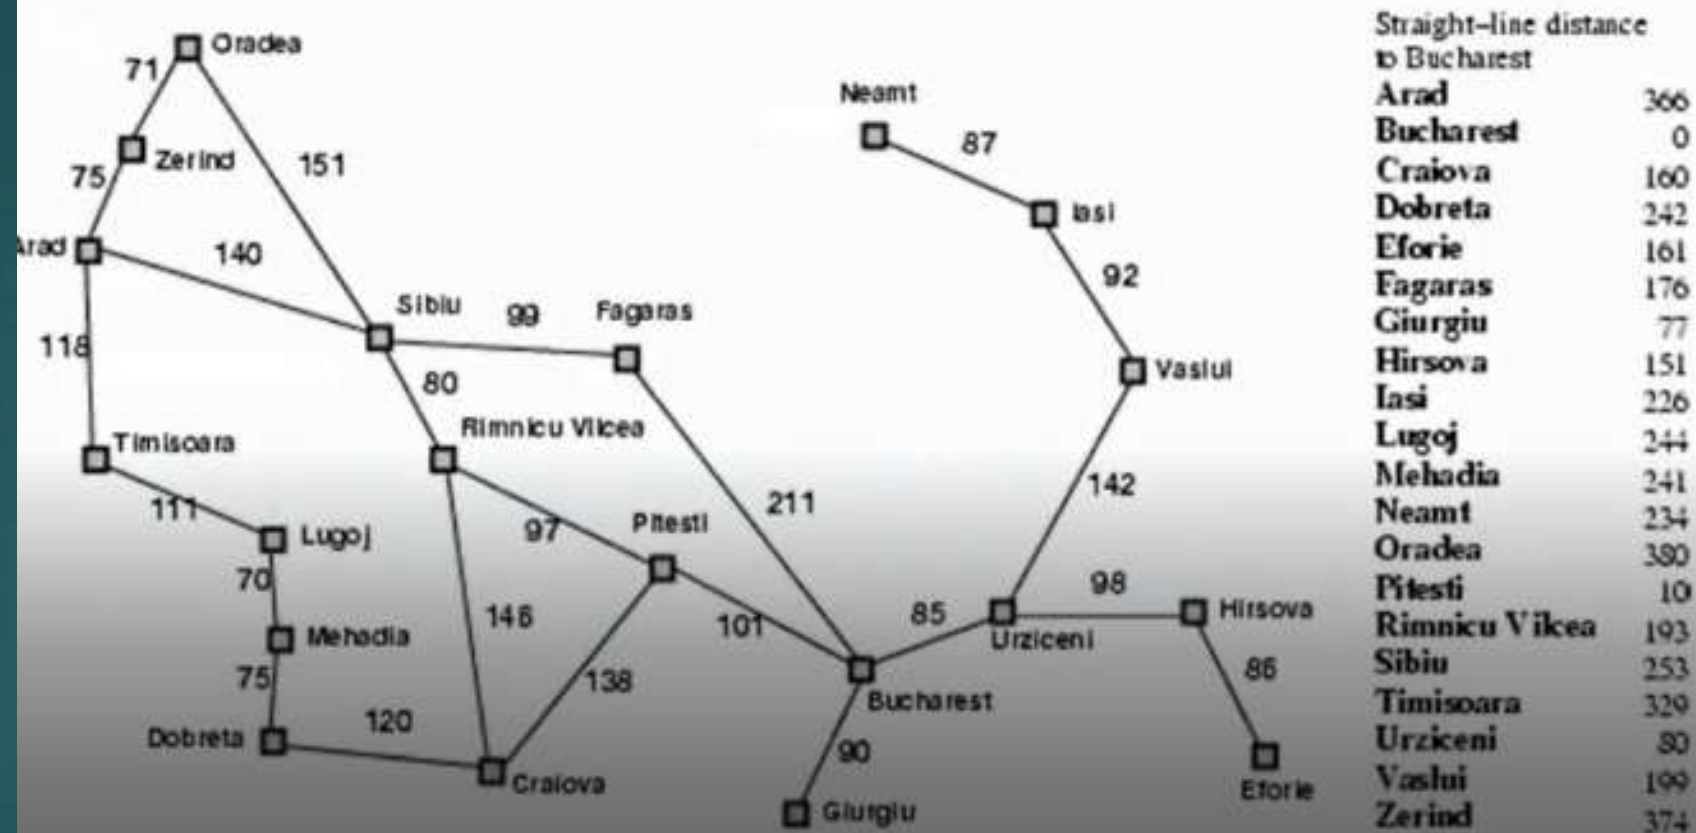 Oradea
71
Neamt
87
Zerind
151
75
Iasi
Arad
140
92
Sibiu
99
Fagaras
118
80
Vaslui
Rimnicu Vilcea
Timisoara
142
111
211
Lugoj
97
Pitesti
70
98
146
85
Hirsova
Mehadia
101
Urziceni
75
138
86
Bucharest
120
Dobreta
90
Craiova
Eforie
Giurgiu
Straight-line distance
to Bucharest
Arad 366
Bucharest 0
Craiova 160
Dobreta 242
Eforie 161
Fagaras 176
Giurgiu 77
Hirsova 151
Iasi 226
Lugoj 244
Mehadia 241
Neamt 234
Oradea 380
Pitesti 10
Rimnicu Vilcea 193
Sibiu 253
Timisoara 329
Urziceni 80
Vaslui 199
Zerind 374